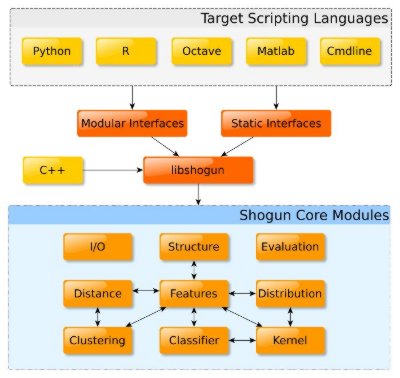 Target Scripting Languages
Python R Octave Matlab Cmdline
Modular Interfaces Static Interfaces
C++ libshogun
Shogun Core Modules
I/O Structure Evaluation
Distance Features Distribution
Clustering Classifier Kernel